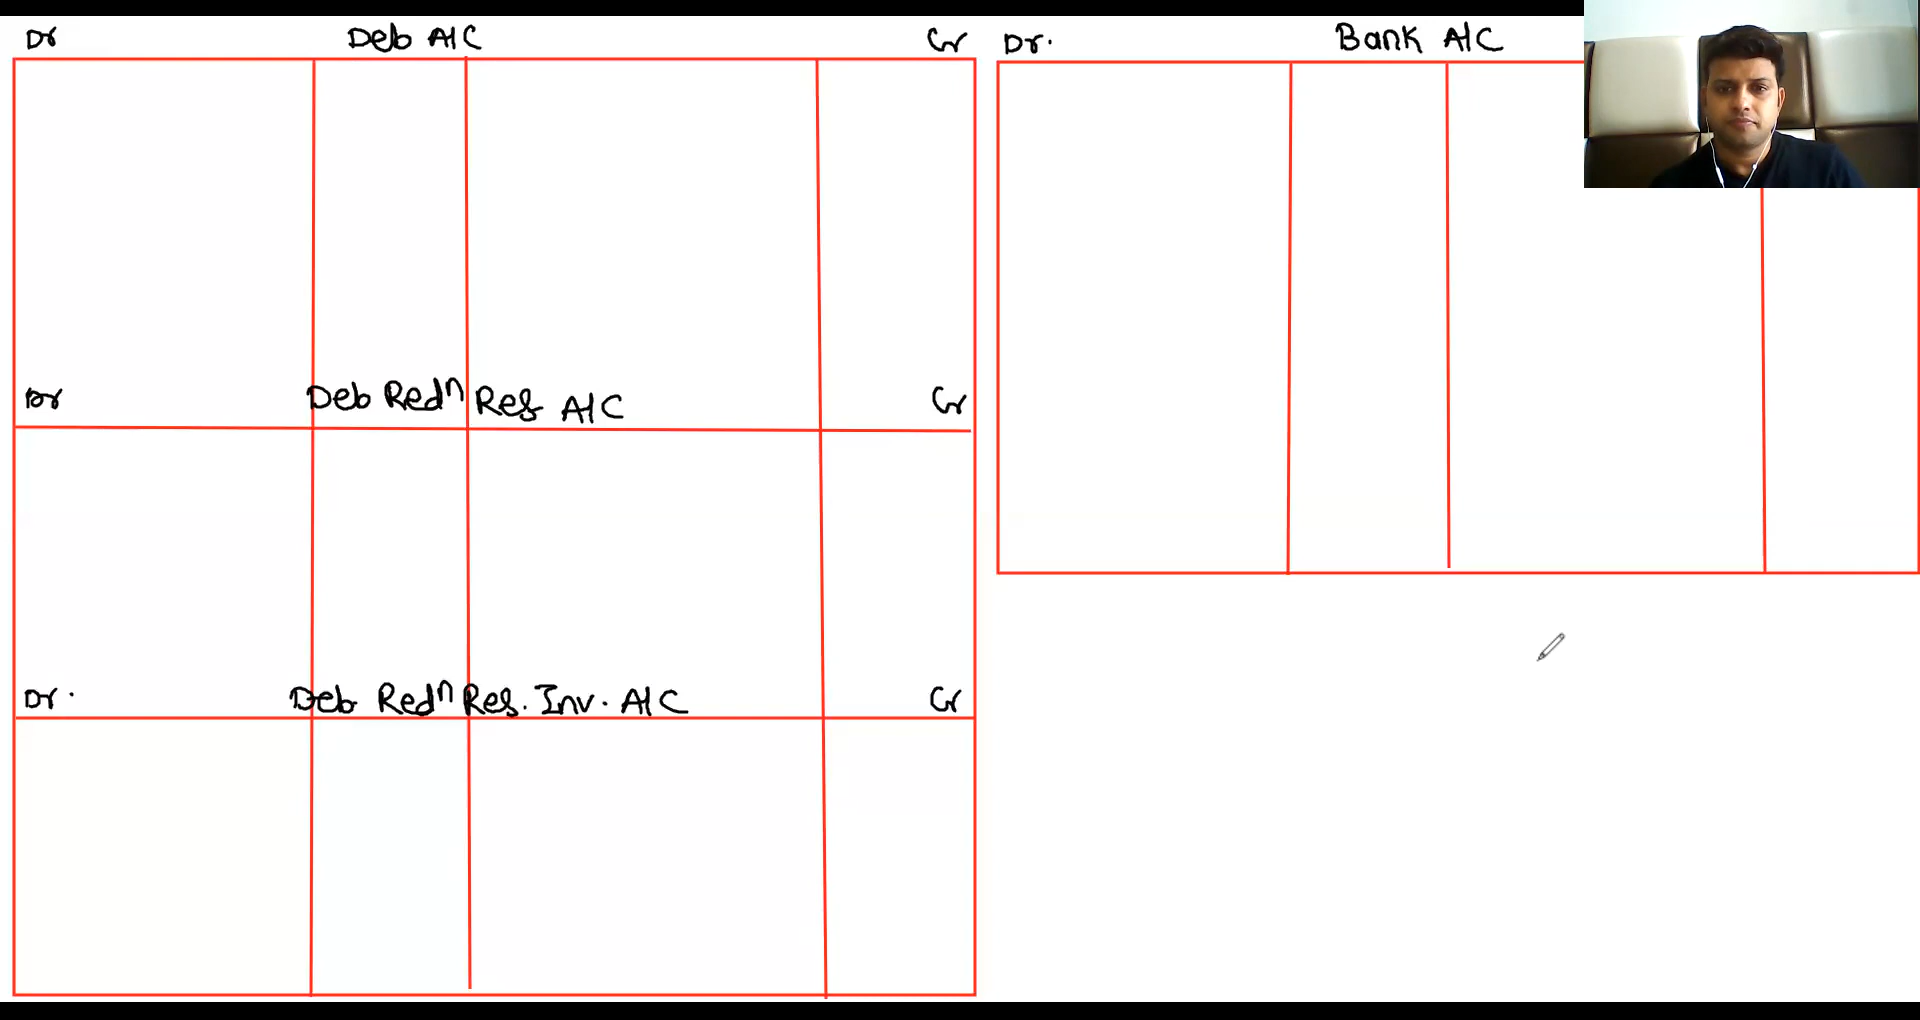 Dr Deb A/C Cr
Dr Deb Redⁿ Res A/C Cr
Dr. Deb Redⁿ Res. Inv. A/C Cr
Dr. Bank A/C